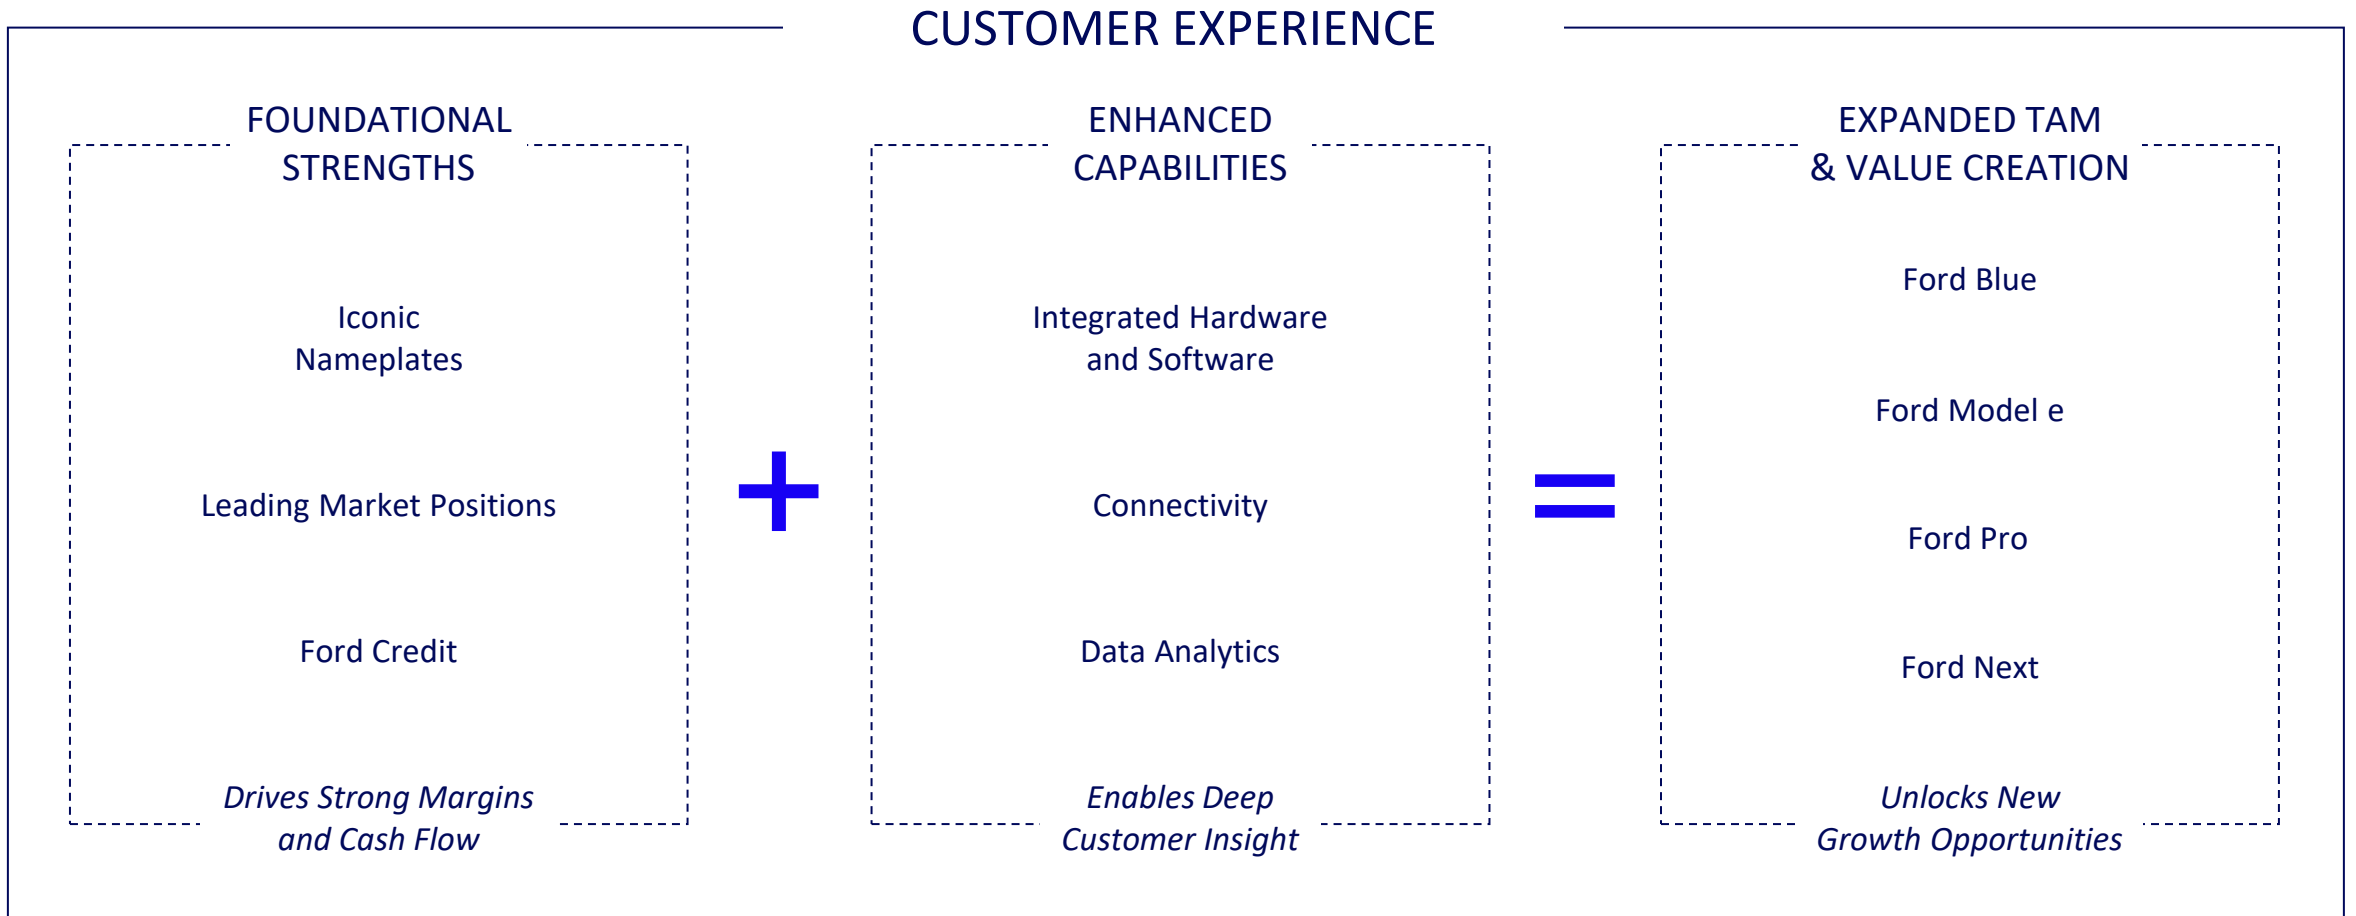 CUSTOMER EXPERIENCE
FOUNDATIONAL
STRENGTHS
Iconic
Nameplates
Leading Market Positions
Ford Credit
Drives Strong Margins
and Cash Flow
+
ENHANCED
CAPABILITIES
Integrated Hardware
and Software
Connectivity
Data Analytics
Enables Deep
Customer Insight
=
EXPANDED TAM
& VALUE CREATION
Ford Blue
Ford Model e
Ford Pro
Ford Next
Unlocks New
Growth Opportunities